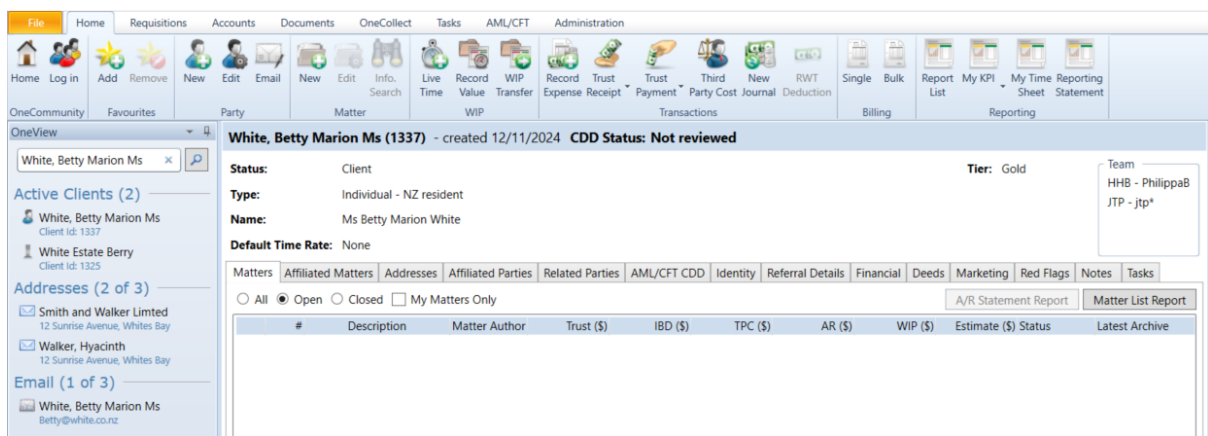 File Home Requisitions Accounts Documents OneCollect Tasks AML/CFT Administration
Home Log in Add Remove New Edit Email New Edit Info. Search Live Time Record Value WIP Transfer Record Expense Trust Receipt Trust Payment Third Party Cost New Journal RWT Deduction Single Bulk Report List My KPI My Time Sheet Reporting Statement
OneCommunity Favourites Party Matter WIP Transactions Billing Reporting
OneView
White, Betty Marion Ms
Active Clients (2)
White, Betty Marion Ms
Client Id: 1337
White Estate Berry
Client Id: 1325
Addresses (2 of 3)
Smith and Walker Limted
12 Sunrise Avenue, Whites Bay
Walker, Hyacinth
12 Sunrise Avenue, Whites Bay
Email (1 of 3)
White, Betty Marion Ms
Betty@white.co.nz
White, Betty Marion Ms (1337) - created 12/11/2024 CDD Status: Not reviewed
Status: Client
Type: Individual - NZ resident
Name: Ms Betty Marion White
Default Time Rate: None
Tier: Gold
Team
HHB - PhilippaB
JTP - jtp*
Matters Affiliated Matters Addresses Affiliated Parties Related Parties AML/CFT CDD Identity Referral Details Financial Deeds Marketing Red Flags Notes Tasks
All Open Closed My Matters Only A/R Statement Report Matter List Report
# Description Matter Author Trust ($) IBD ($) TPC ($) AR ($) WIP ($) Estimate ($) Status Latest Archive